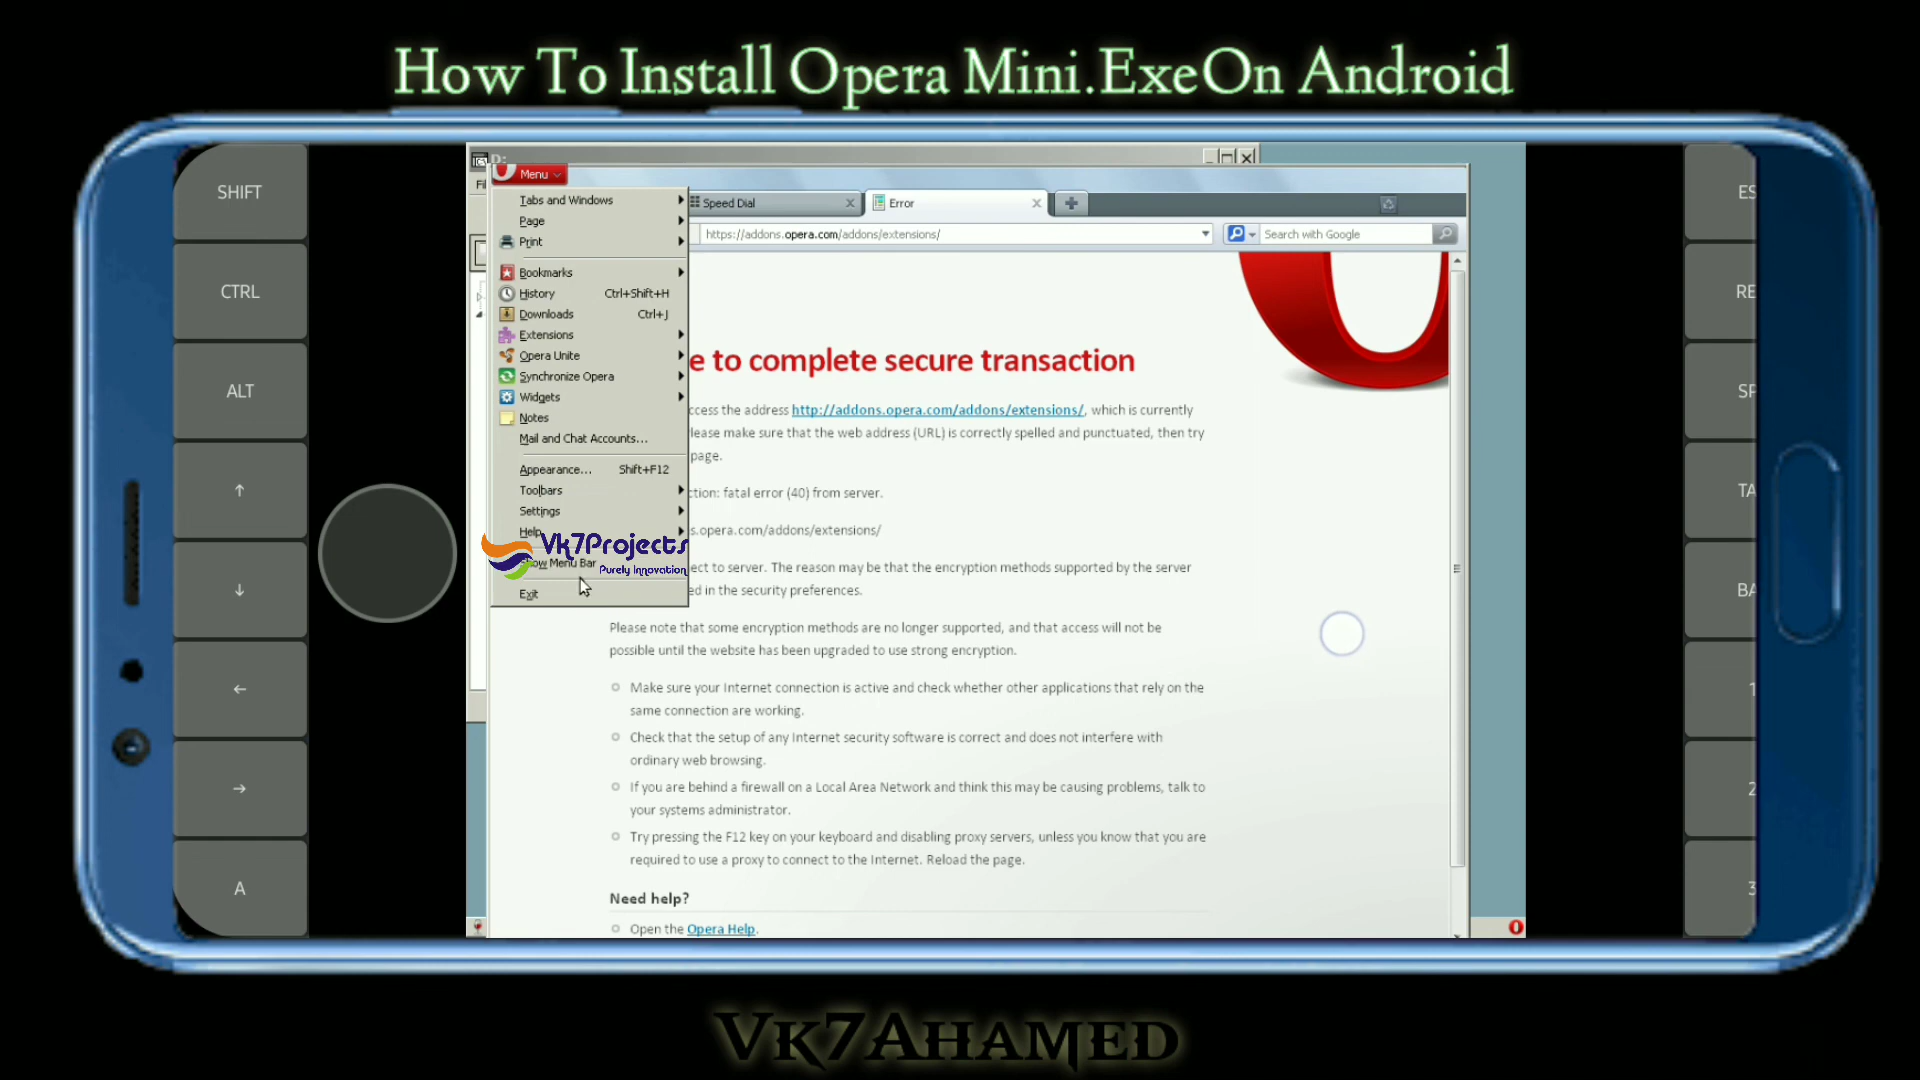 How To Install Opera Mini.ExeOn Android
SHIFT
CTRL
ALT
↑
↓
←
→
A
D:
Menu
Tabs and Windows
Page
Print
Bookmarks
History Ctrl+Shift+H
Downloads Ctrl+J
Extensions
Opera Unite
Synchronize Opera
Widgets
Notes
Mail and Chat Accounts...
Appearance... Shift+F12
Toolbars
Settings
Help
Vk7Projects
Purely Innovation
Menu Bar
Exit
Speed Dial
Error
https://addons.opera.com/addons/extensions/
Search with Google
e to complete secure transaction
ccess the address http://addons.opera.com/addons/extensions/, which is currently
lease make sure that the web address (URL) is correctly spelled and punctuated, then try
page.
ction: fatal error (40) from server.
s.opera.com/addons/extensions/
ect to server. The reason may be that the encryption methods supported by the server
ed in the security preferences.
Please note that some encryption methods are no longer supported, and that access will not be
possible until the website has been upgraded to use strong encryption.
Make sure your Internet connection is active and check whether other applications that rely on the
same connection are working.
Check that the setup of any Internet security software is correct and does not interfere with
ordinary web browsing.
If you are behind a firewall on a Local Area Network and think this may be causing problems, talk to
your systems administrator.
Try pressing the F12 key on your keyboard and disabling proxy servers, unless you know that you are
required to use a proxy to connect to the Internet. Reload the page.
Need help?
Open the Opera Help.
ES
RE
SP
TA
BA
1
2
3
Vk7Ahamed